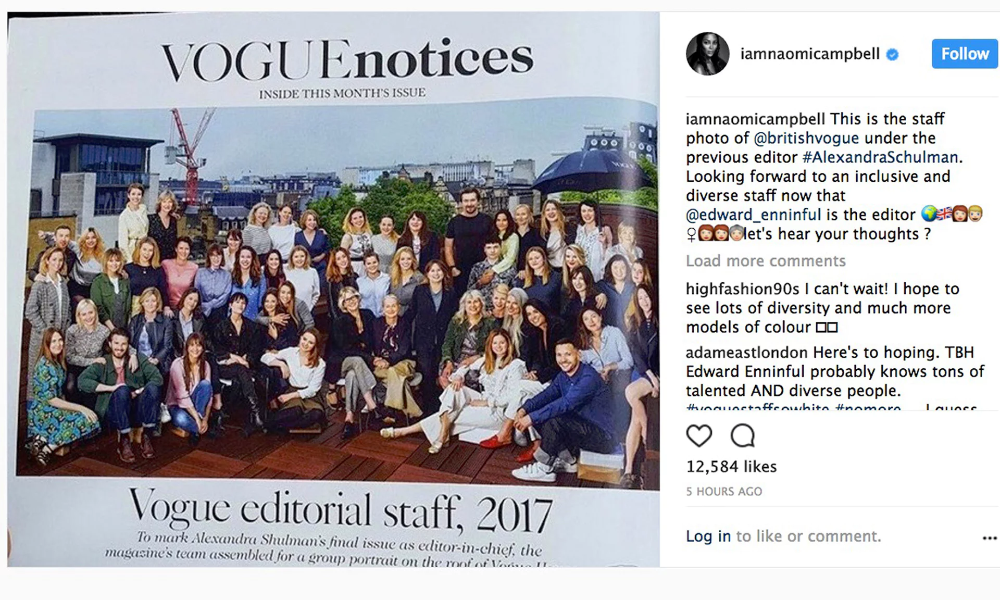 VOGUEnotices
INSIDE THIS MONTH'S ISSUE
VOGUE
Vogue editorial staff, 2017
To mark Alexandra Shulman's final issue as editor-in-chief, the
magazine's team assembled for a group portrait on the roof of Vogue
iamnaomicampbell
Follow
iamnaomicampbell This is the staff
photo of @britishvogue under the
previous editor #AlexandraSchulman.
Looking forward to an inclusive and
diverse staff now that
@edward_enninful is the editor 🌍🇬🇧👩👱
♀👩👩👵let's hear your thoughts ?
Load more comments
highfashion90s I can't wait! I hope to
see lots of diversity and much more
models of colour □□
adameastlondon Here's to hoping. TBH
Edward Enninful probably knows tons of
talented AND diverse people.
#voguestaffsowhite #nomore ... I guess
12,584 likes
5 HOURS AGO
Log in to like or comment.